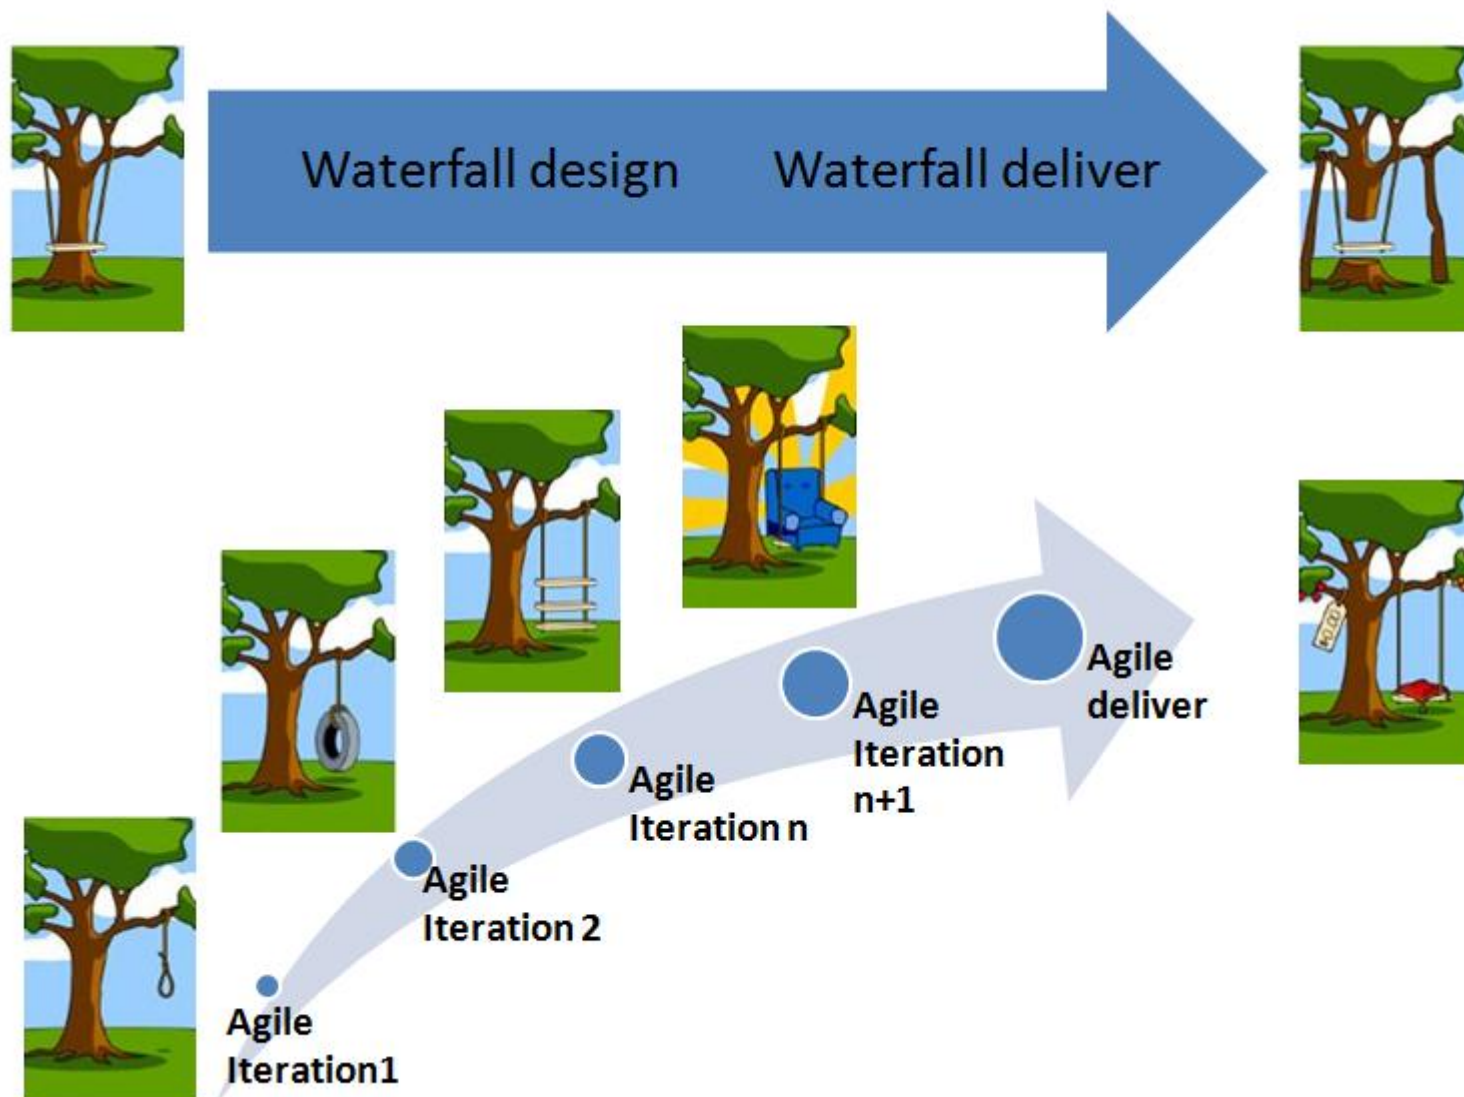 Waterfall design Waterfall deliver
Agile
deliver
Agile
Iteration
n+1
Agile
Iteration n
Agile
Iteration 2
Agile
Iteration1